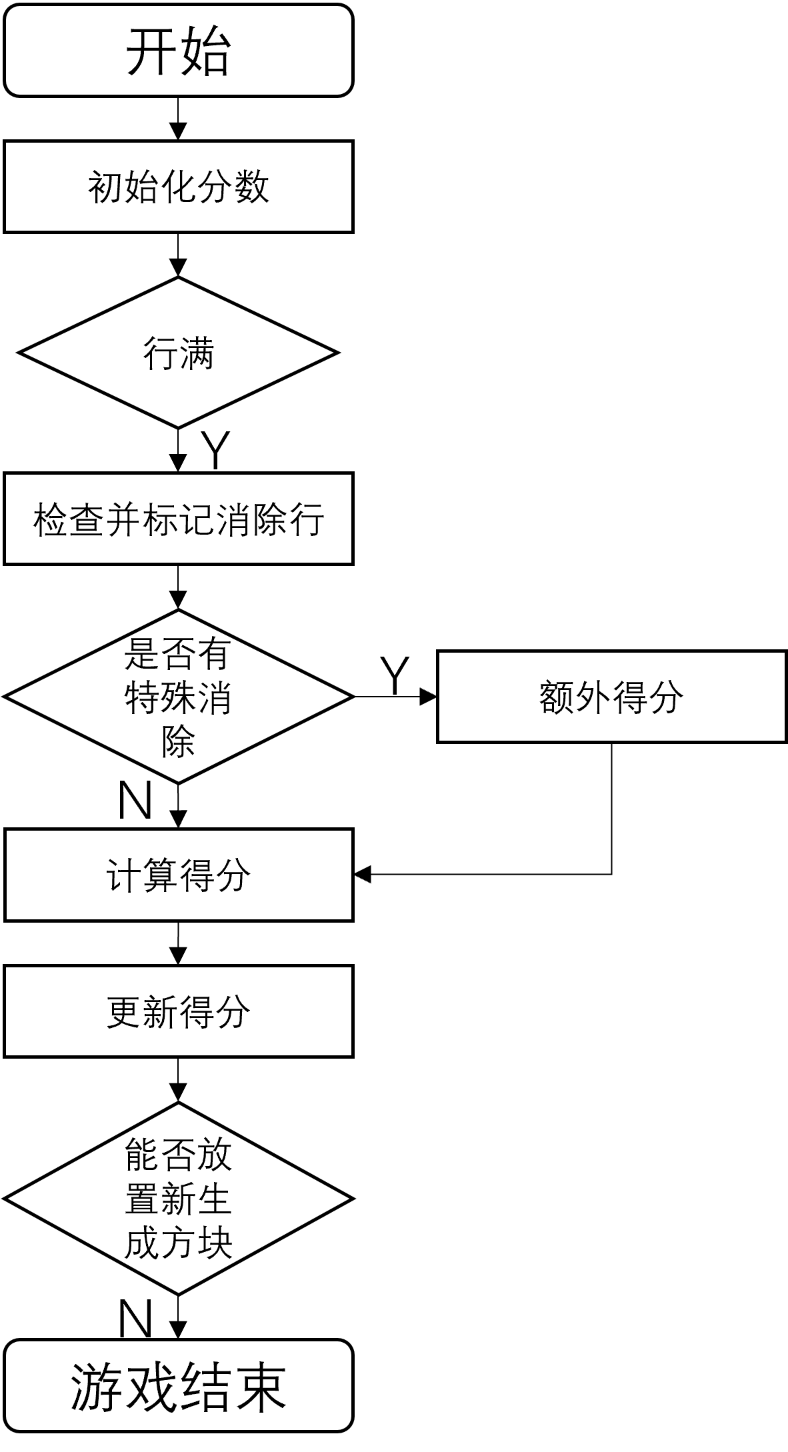 开始
初始化分数
行满
Y
检查并标记消除行
是否有
特殊消
除
Y
额外得分
N
计算得分
更新得分
能否放
置新生
成方块
N
游戏结束